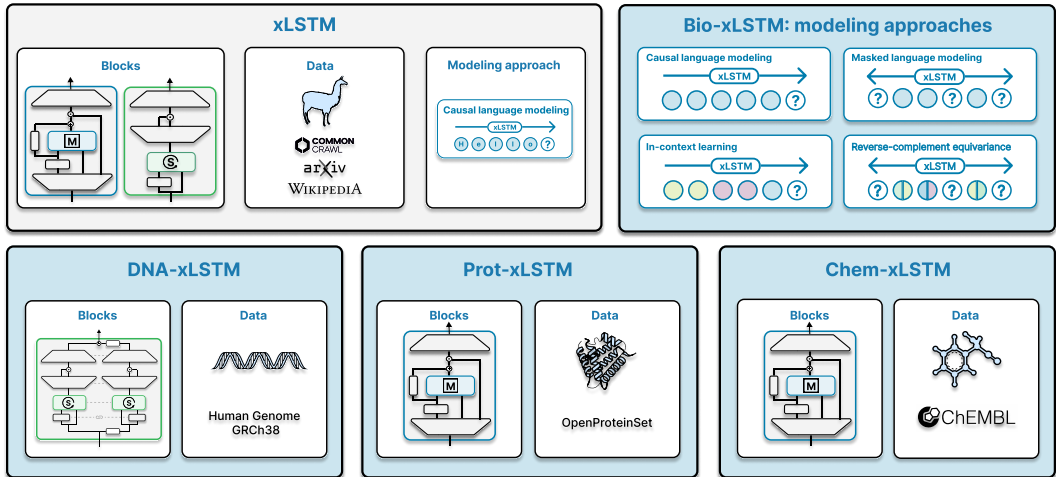 xLSTM
Blocks
M
S
Data
COMMON
CRAWL
arXiv
WIKIPEDIA
Modeling approach
Causal language modeling
xLSTM
H e l l o ?
Bio-xLSTM: modeling approaches
Causal language modeling
xLSTM
?
Masked language modeling
xLSTM
? ? ?
In-context learning
xLSTM
?
Reverse-complement equivariance
xLSTM
? ? ?
DNA-xLSTM
Blocks
S S
Data
Human Genome
GRCh38
Prot-xLSTM
Blocks
M
Data
OpenProteinSet
Chem-xLSTM
Blocks
M
Data
ChEMBL